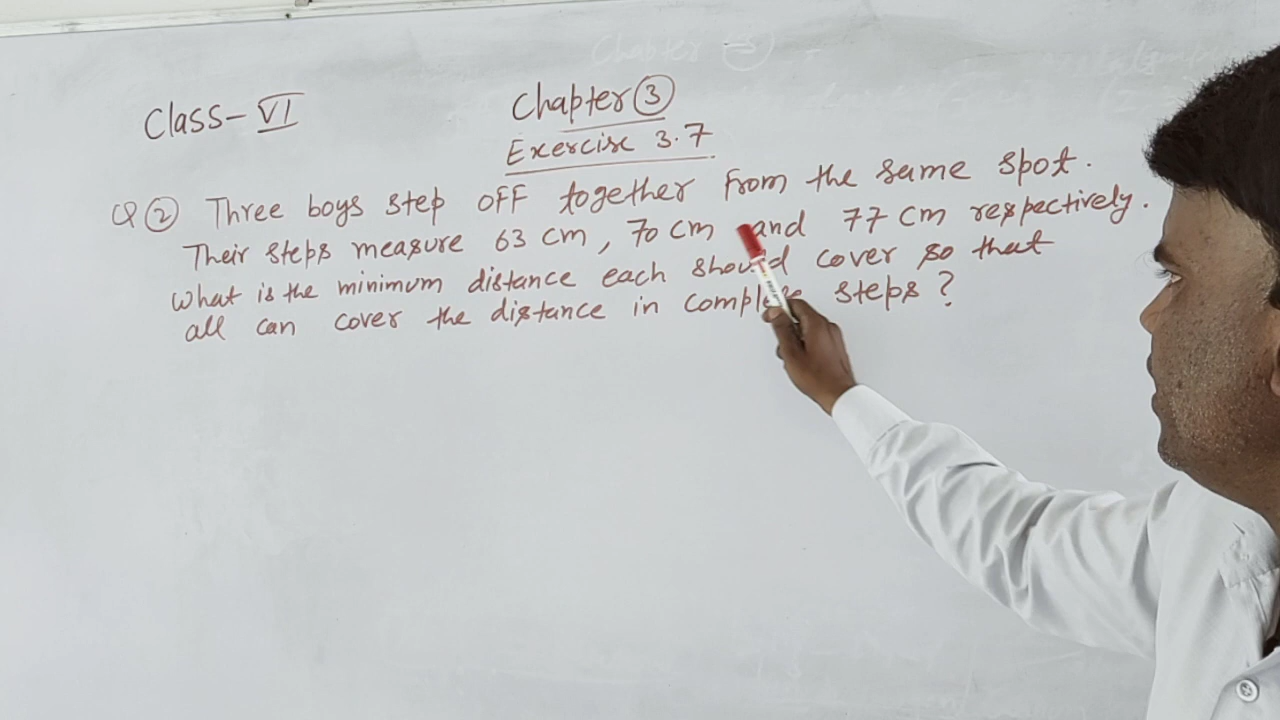 Chapter 3
Class-VI
Exercise 3.7
Q 2 Three boys step off together from the same spot.
Their steps measure 63 cm, 70 cm and 77 cm respectively.
What is the minimum distance each should cover so that
all can cover the distance in complete steps?